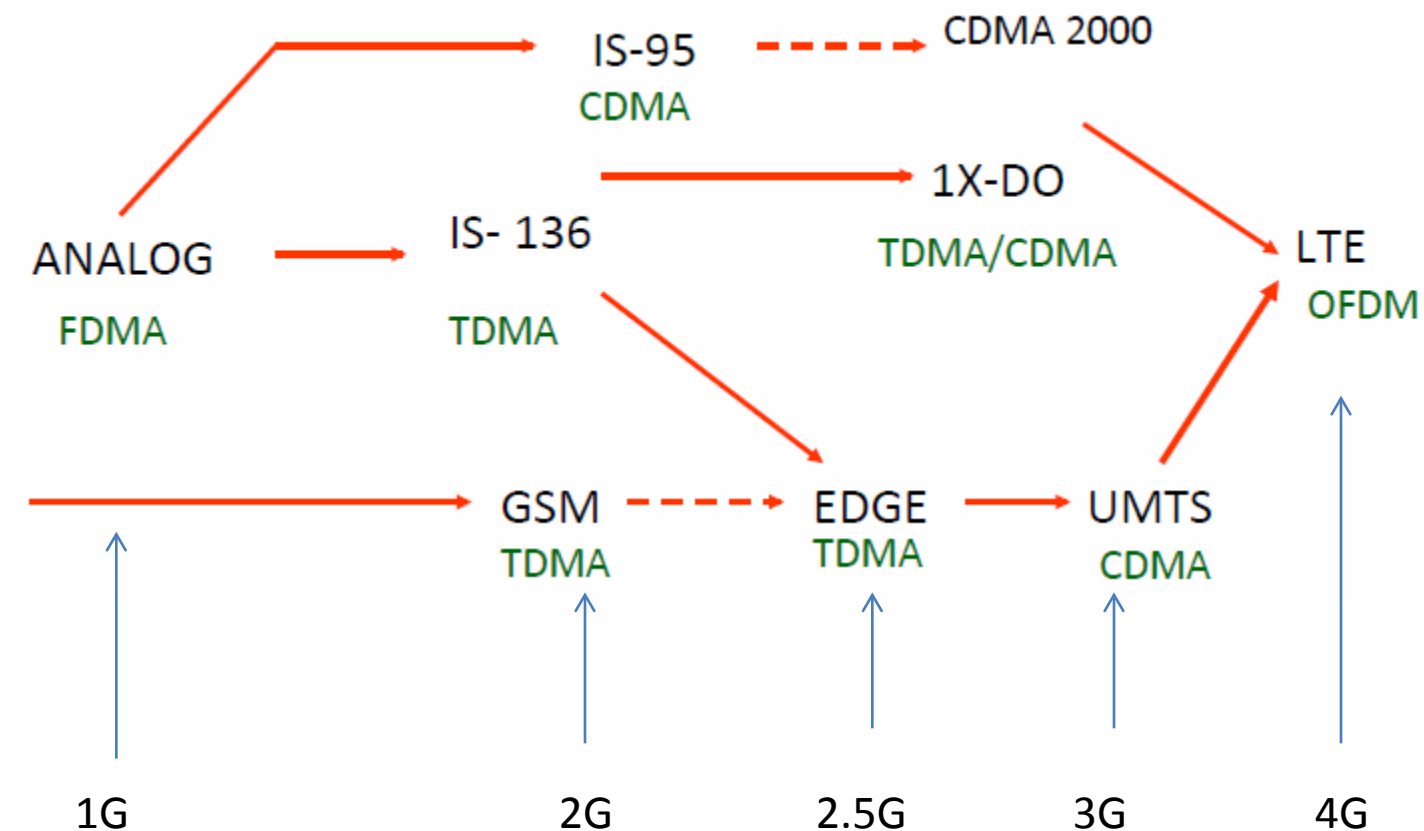 IS-95
CDMA
CDMA 2000
1X-DO
TDMA/CDMA
ANALOG
FDMA
IS- 136
TDMA
LTE
OFDM
GSM
TDMA
EDGE
TDMA
UMTS
CDMA
1G
2G
2.5G
3G
4G